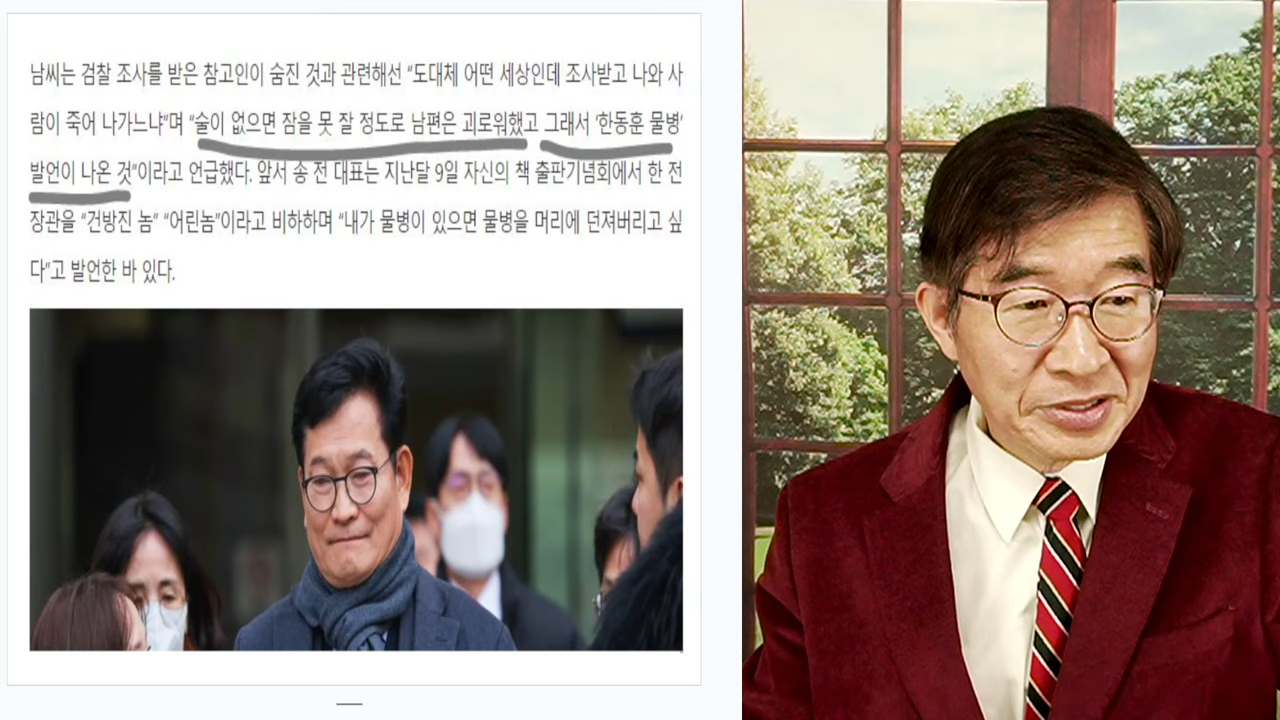 남씨는 검찰 조사를 받은 참고인이 숨진 것과 관련해선 “도대체 어떤 세상인데 조사받고 나와 사
람이 죽어 나가느냐”며 “술이 없으면 잠을 못 잘 정도로 남편은 괴로워했고 그래서 ‘한동훈 물병’
발언이 나온 것”이라고 언급했다. 앞서 송 전 대표는 지난달 9일 자신의 책 출판기념회에서 한 전
장관을 “건방진 놈” “어린놈”이라고 비하하며 “내가 물병이 있으면 물병을 머리에 던져버리고 싶
다”고 발언한 바 있다.